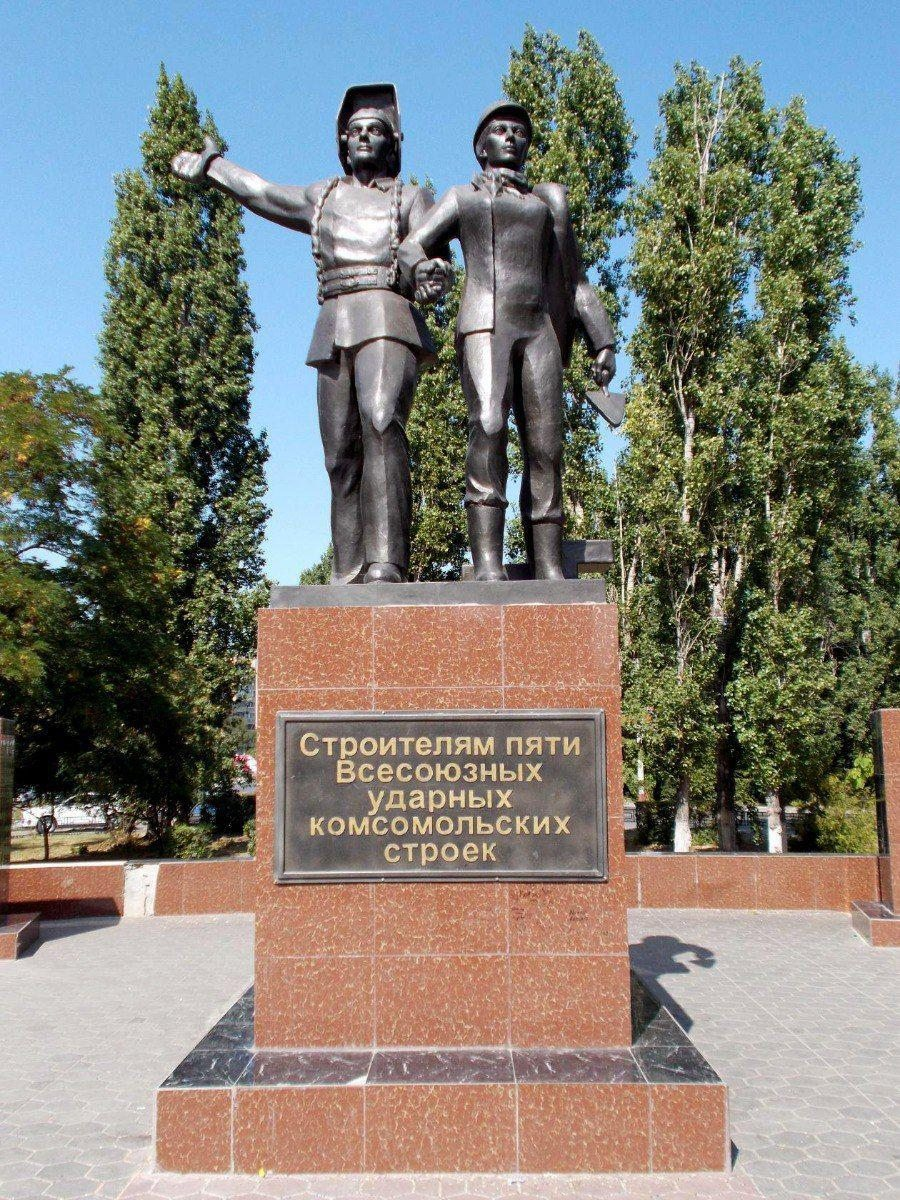 Строителям пяти
Всесоюзных
ударных
комсомольских
строек